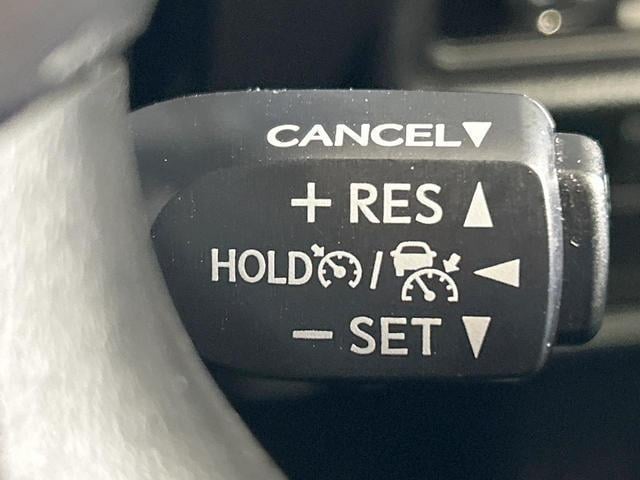 CANCEL▼
+ RES ▲
HOLD / ◀
− SET ▼